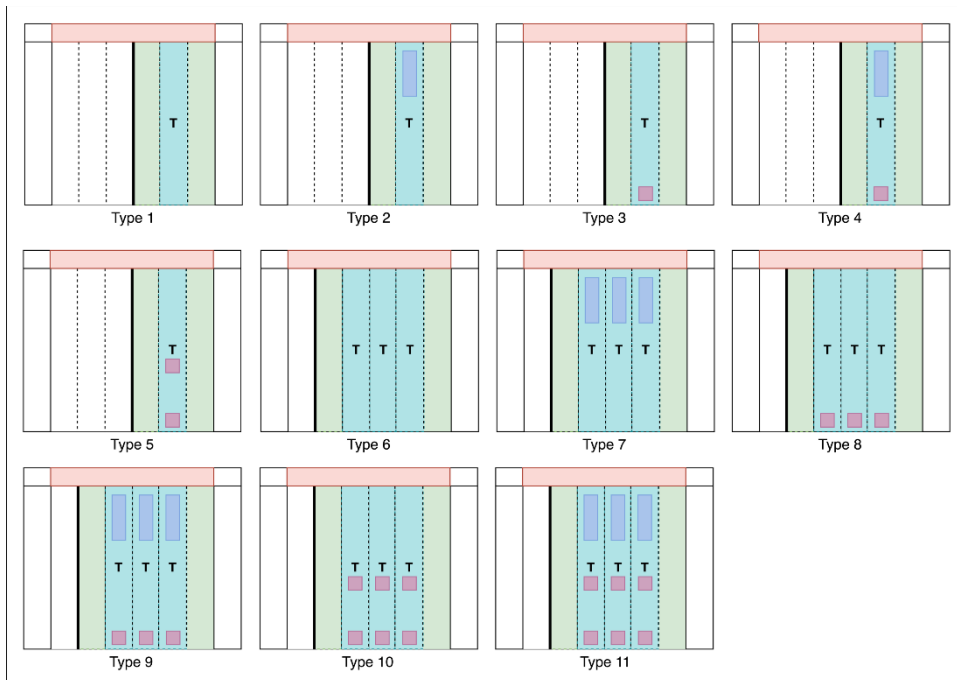 T T T T
Type 1 Type 2 Type 3 Type 4
T T T T T T T T T T
Type 5 Type 6 Type 7 Type 8
T T T T T T T T T
Type 9 Type 10 Type 11